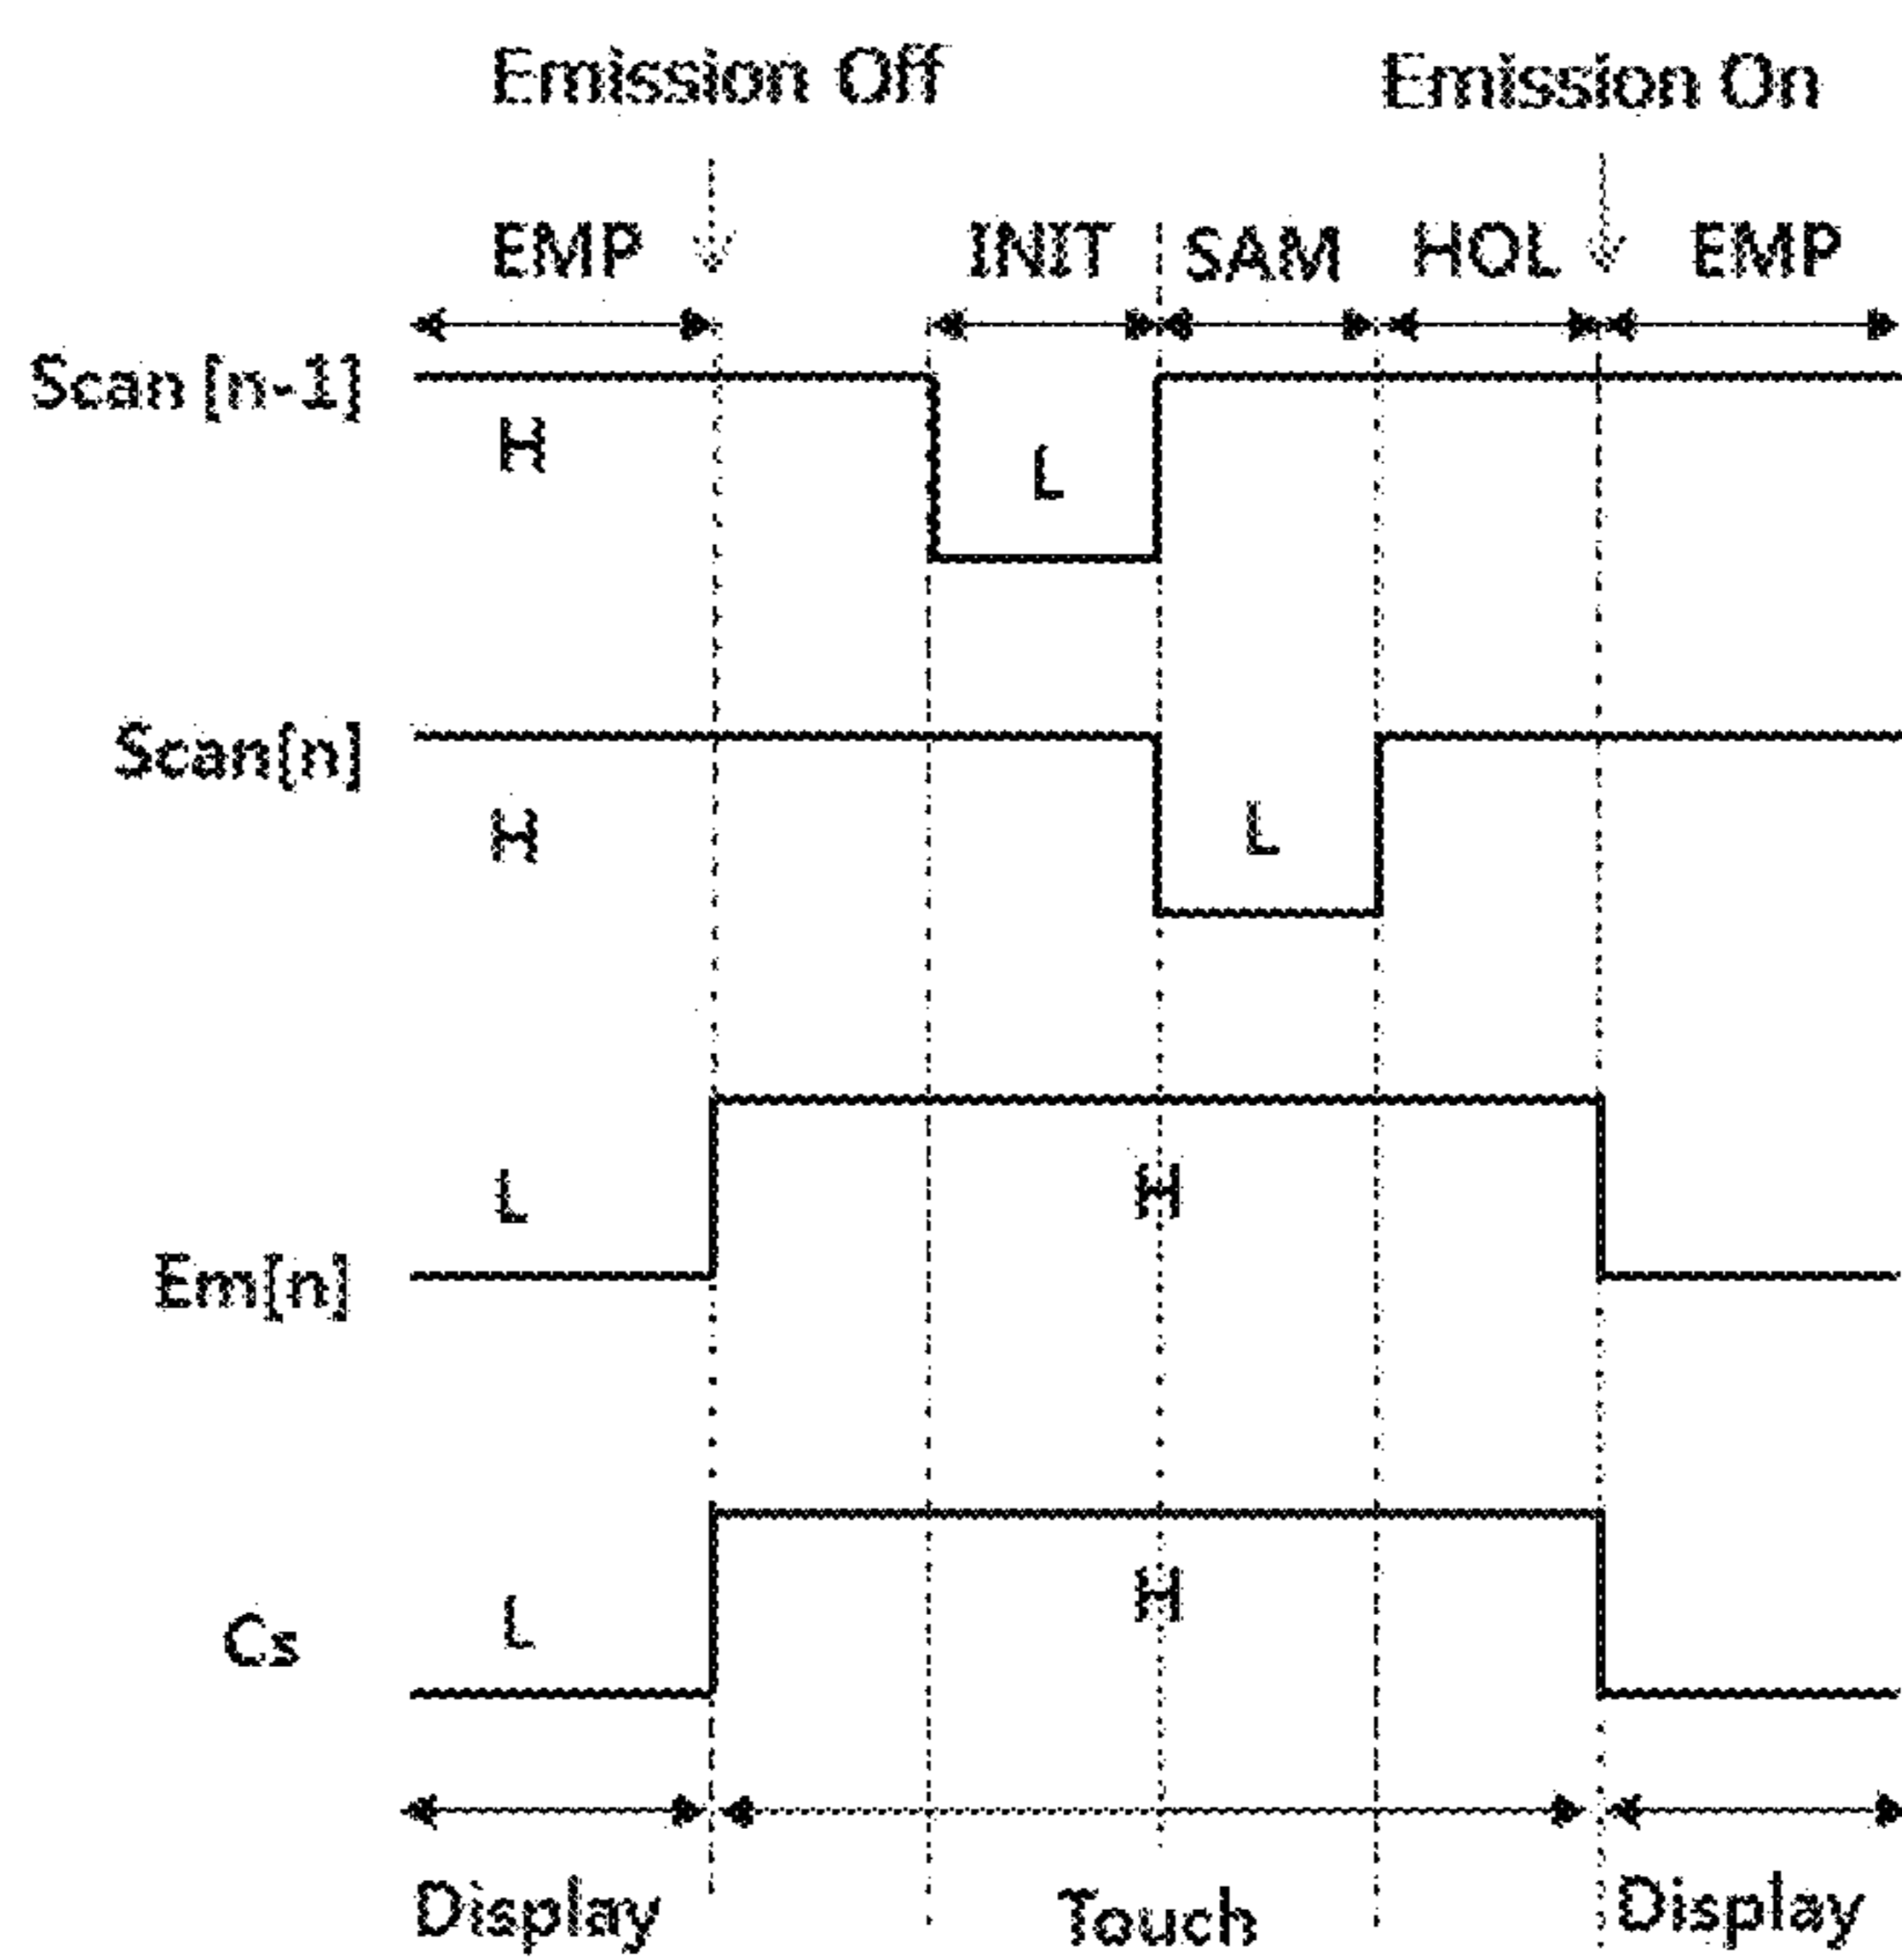 Emission Off Emission On
EMP INIT SAM HOL EMP
Scan [n-1]
H L
Scan[n]
H L
L H
Em[n]
L H
Cs
Display Touch Display